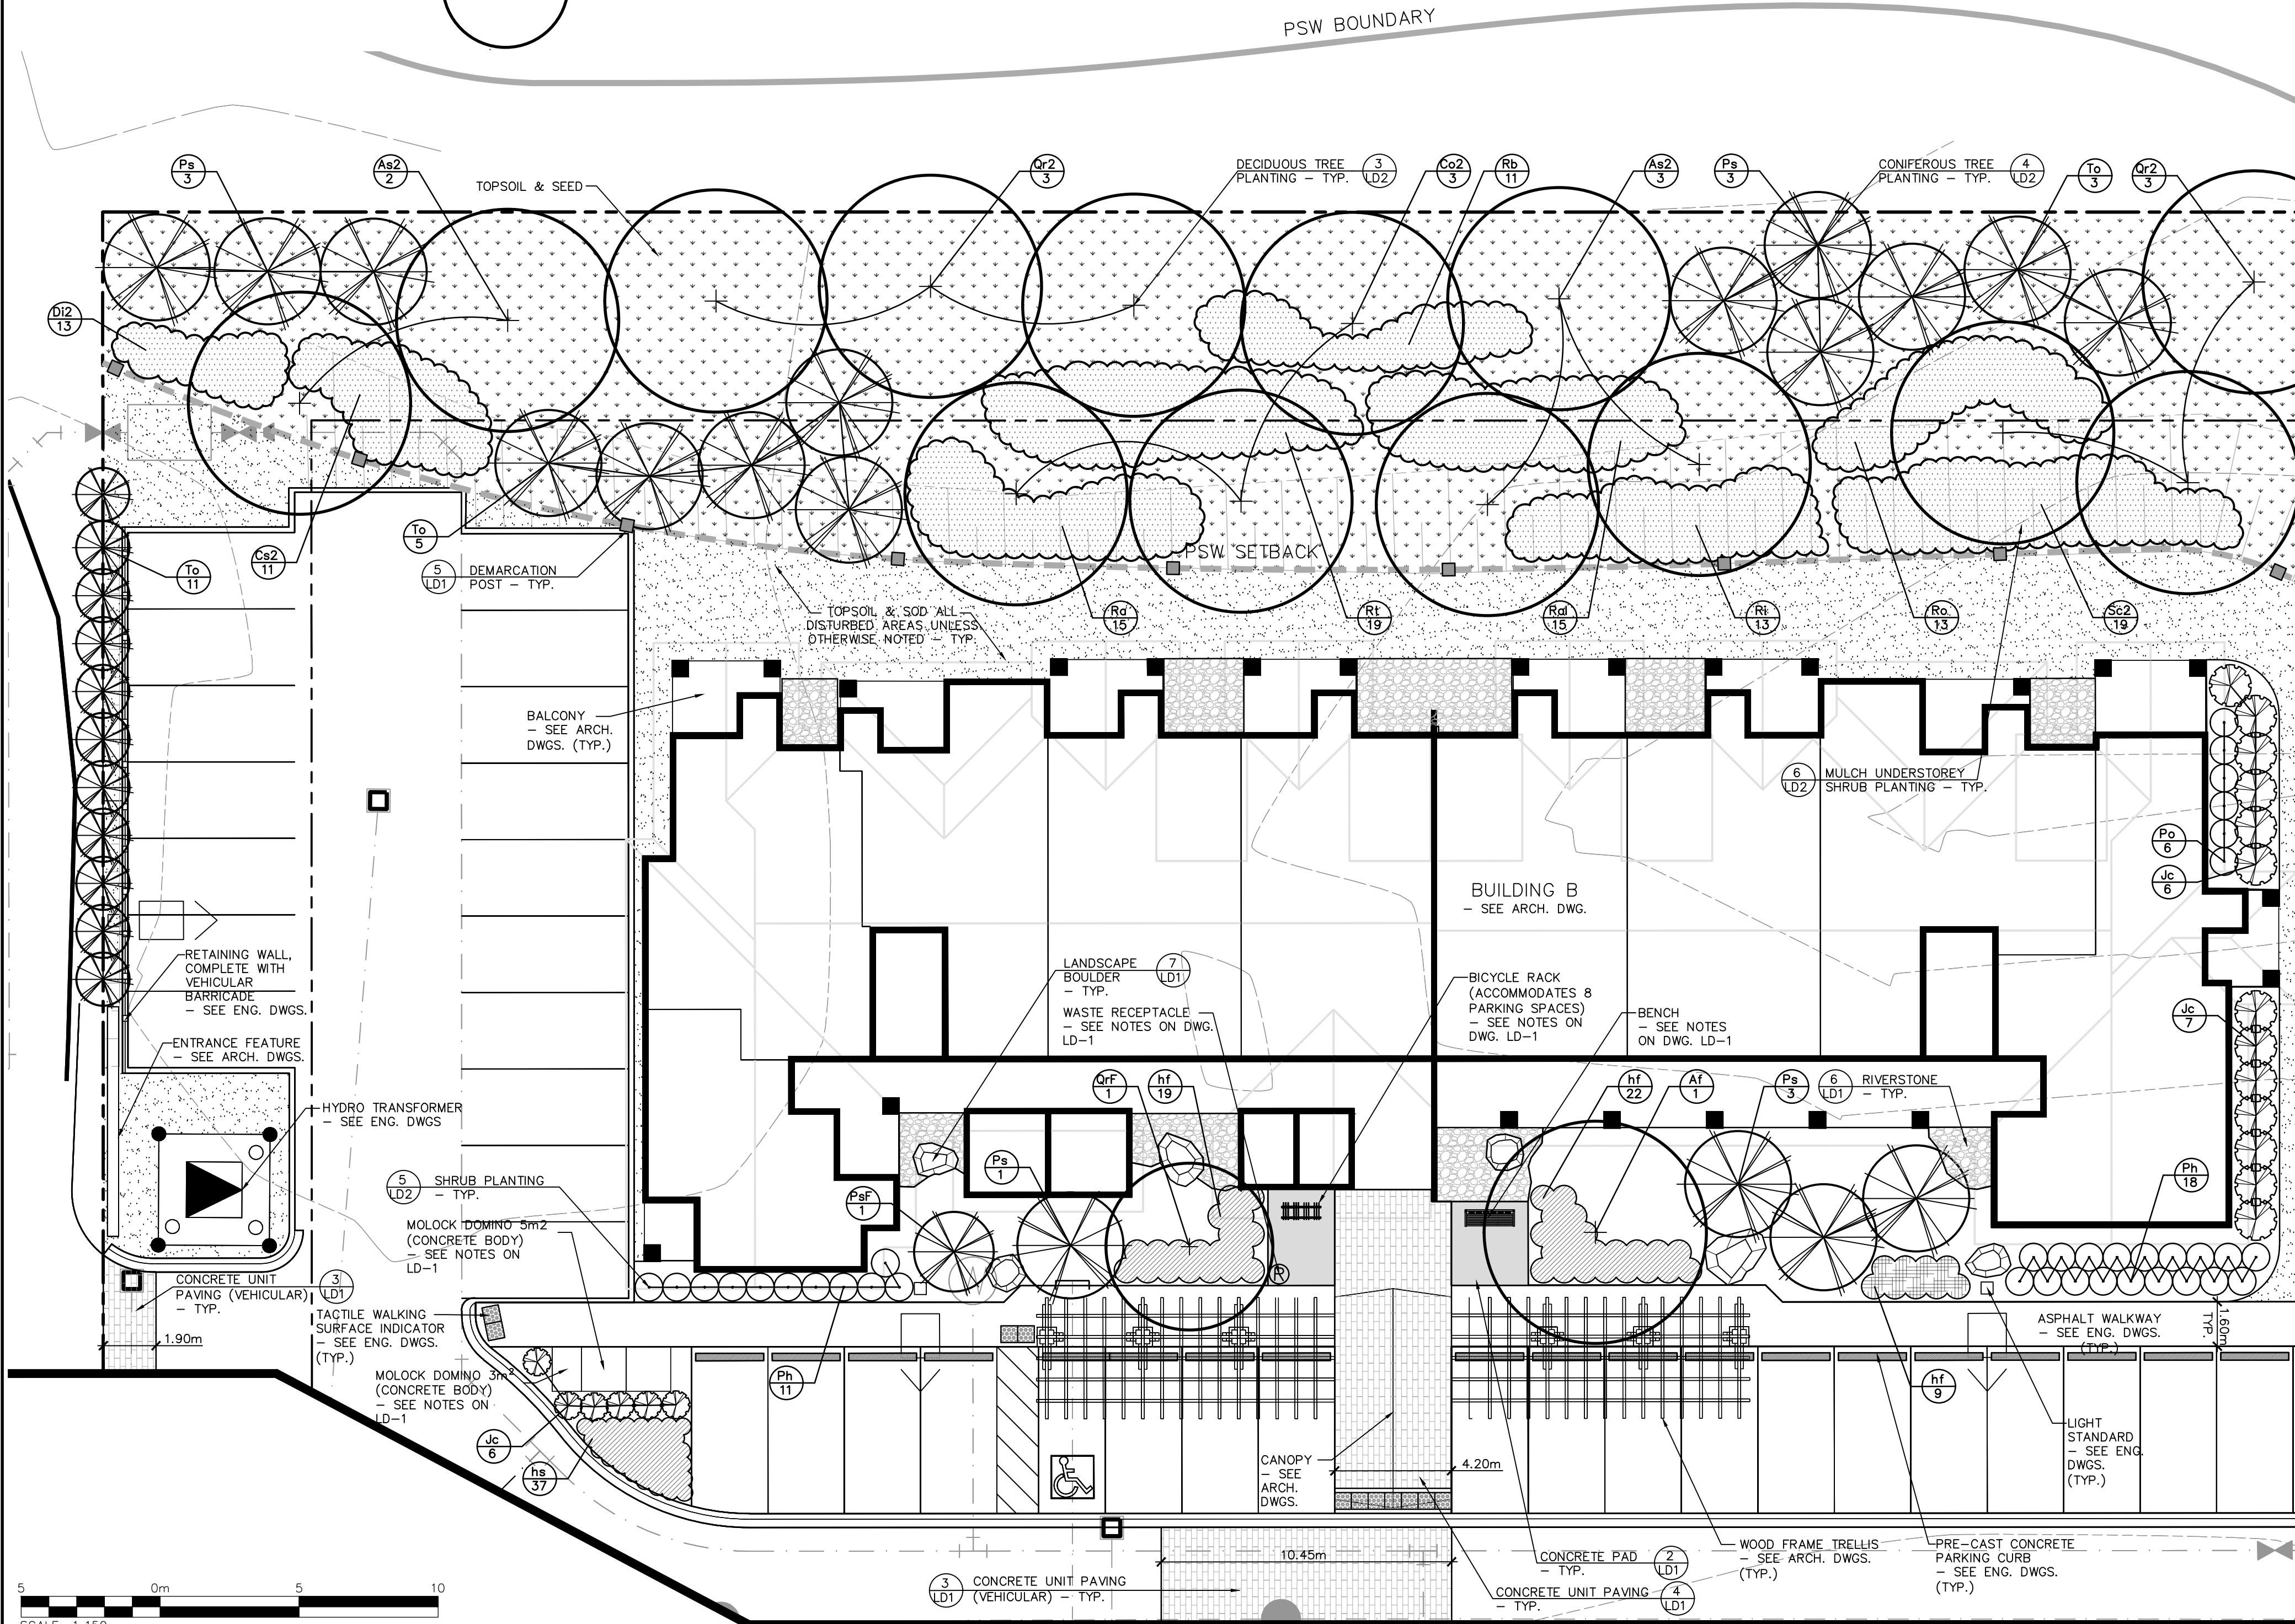 PSW BOUNDARY
Ps
3
As2
2
TOPSOIL & SEED
Qr2
3
DECIDUOUS TREE
PLANTING – TYP.
3
LD2
Co2
3
Rb
11
As2
3
Ps
3
CONIFEROUS TREE
PLANTING – TYP.
4
LD2
To
3
Qr2
3
Di2
13
To
5
Cs2
11
To
11
5
LD1
DEMARCATION
POST – TYP.
PSW SETBACK
TOPSOIL & SOD ALL
DISTURBED AREAS UNLESS
OTHERWISE NOTED – TYP.
Ra
15
Rt
19
Ral
15
Ro
13
Sc2
19
BALCONY
– SEE ARCH.
DWGS. (TYP.)
6
LD2
MULCH UNDERSTOREY
SHRUB PLANTING – TYP.
Po
6
Jc
6
BUILDING B
– SEE ARCH. DWG.
RETAINING WALL,
COMPLETE WITH
VEHICULAR
BARRICADE
– SEE ENG. DWGS.
LANDSCAPE
BOULDER
– TYP.
7
LD1
WASTE RECEPTACLE
– SEE NOTES ON DWG.
LD-1
BICYCLE RACK
(ACCOMMODATES 8
PARKING SPACES)
– SEE NOTES ON
DWG. LD-1
BENCH
– SEE NOTES
ON DWG. LD-1
Jc
7
ENTRANCE FEATURE
– SEE ARCH. DWGS.
QrF
1
hf
19
hf
22
Af
1
Ps
3
6
LD1
RIVERSTONE
– TYP.
HYDRO TRANSFORMER
– SEE ENG. DWGS
Ps
1
5
LD2
SHRUB PLANTING
– TYP.
PsF
1
Ph
18
MOLOCK DOMINO 5m2
(CONCRETE BODY)
– SEE NOTES ON
LD-1
R
CONCRETE UNIT
PAVING (VEHICULAR)
– TYP.
3
LD1
1.90m
TACTILE WALKING
SURFACE INDICATOR
– SEE ENG. DWGS.
(TYP.)
ASPHALT WALKWAY
– SEE ENG. DWGS.
(TYP.)
1.60m
TYP.
MOLOCK DOMINO 3m²
(CONCRETE BODY)
– SEE NOTES ON
LD-1
Ph
11
hf
9
Jc
6
hs
37
CANOPY
– SEE
ARCH.
DWGS.
4.20m
LIGHT
STANDARD
– SEE ENG.
DWGS.
(TYP.)
10.45m
3
LD1
CONCRETE UNIT PAVING
(VEHICULAR) – TYP.
CONCRETE PAD
– TYP.
2
LD1
CONCRETE UNIT PAVING
– TYP.
4
LD1
WOOD FRAME TRELLIS
– SEE ARCH. DWGS.
(TYP.)
PRE-CAST CONCRETE
PARKING CURB
– SEE ENG. DWGS.
(TYP.)
5 0m 5 10